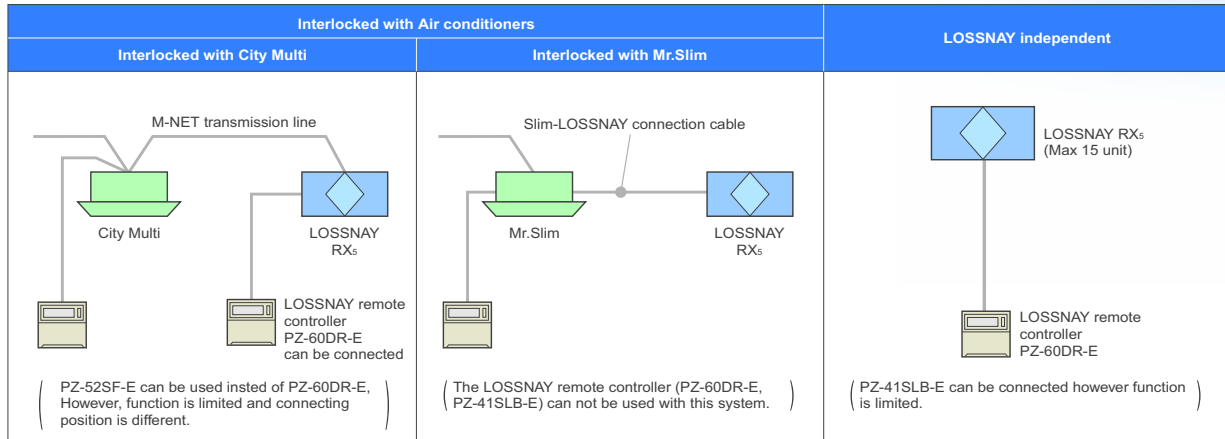 Interlocked with Air conditioners
Interlocked with City Multi
Interlocked with Mr.Slim
LOSSNAY independent
M-NET transmission line
City Multi
LOSSNAY
RX5
LOSSNAY remote
controller
PZ-60DR-E
can be connected
PZ-52SF-E can be used insted of PZ-60DR-E,
However, function is limited and connecting
position is different.
Slim-LOSSNAY connection cable
Mr.Slim
LOSSNAY
RX5
The LOSSNAY remote controller (PZ-60DR-E,
PZ-41SLB-E) can not be used with this system.
LOSSNAY RX5
(Max 15 unit)
LOSSNAY remote
controller
PZ-60DR-E
PZ-41SLB-E can be connected however function
is limited.